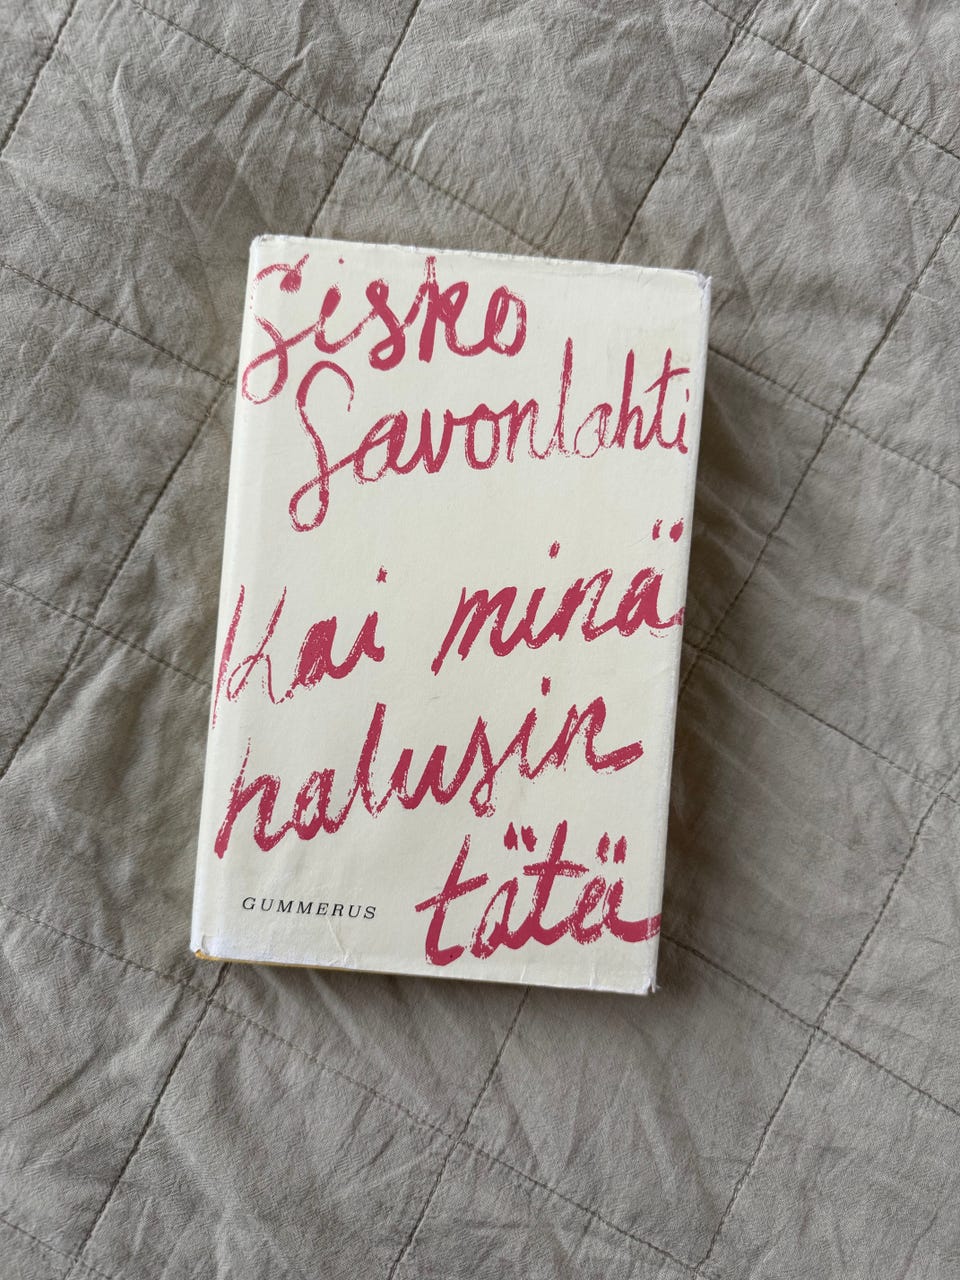 Sisko
Savonlahti
Kai minä
halusin
tätä
GUMMERUS